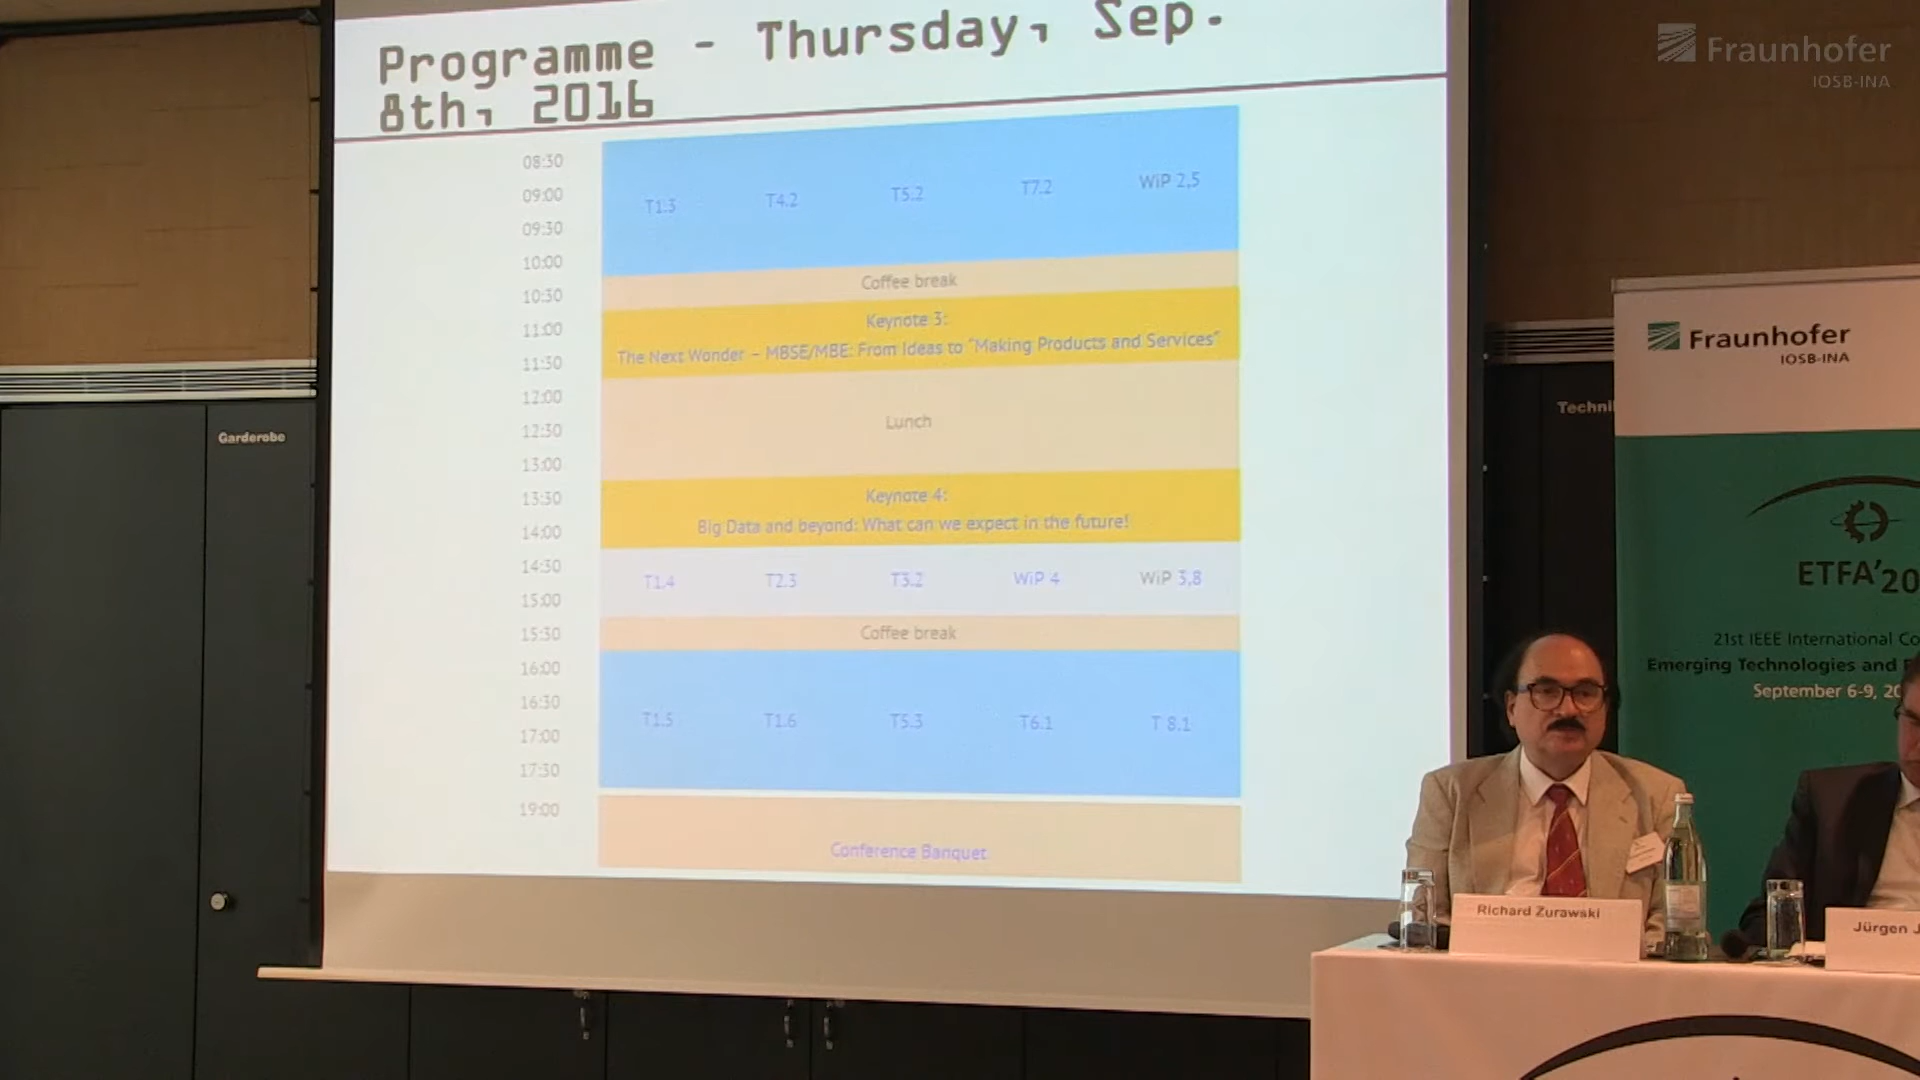 Programme - Thursday, Sep.
8th, 2016
08:30
09:00
09:30
10:00
10:30
11:00
11:30
12:00
12:30
13:00
13:30
14:00
14:30
15:00
15:30
16:00
16:30
17:00
17:30
19:00
T1.3 T4.2 T5.2 T7.2 WiP 2,5
Coffee break
Keynote 3:
The Next Wonder – MBSE/MBE: From Ideas to "Making Products and Services"
Lunch
Keynote 4:
Big Data and beyond: What can we expect in the future!
T1.4 T2.3 T3.2 WiP 4 WiP 3,8
Coffee break
T1.5 T1.6 T5.3 T6.1 T 8.1
Conference Banquet
Garderobe
Fraunhofer
IOSB-INA
Techni
Fraunhofer
IOSB-INA
ETFA'20
21st IEEE International Co
Emerging Technologies and
September 6-9, 20
Richard Zurawski
Jürgen J